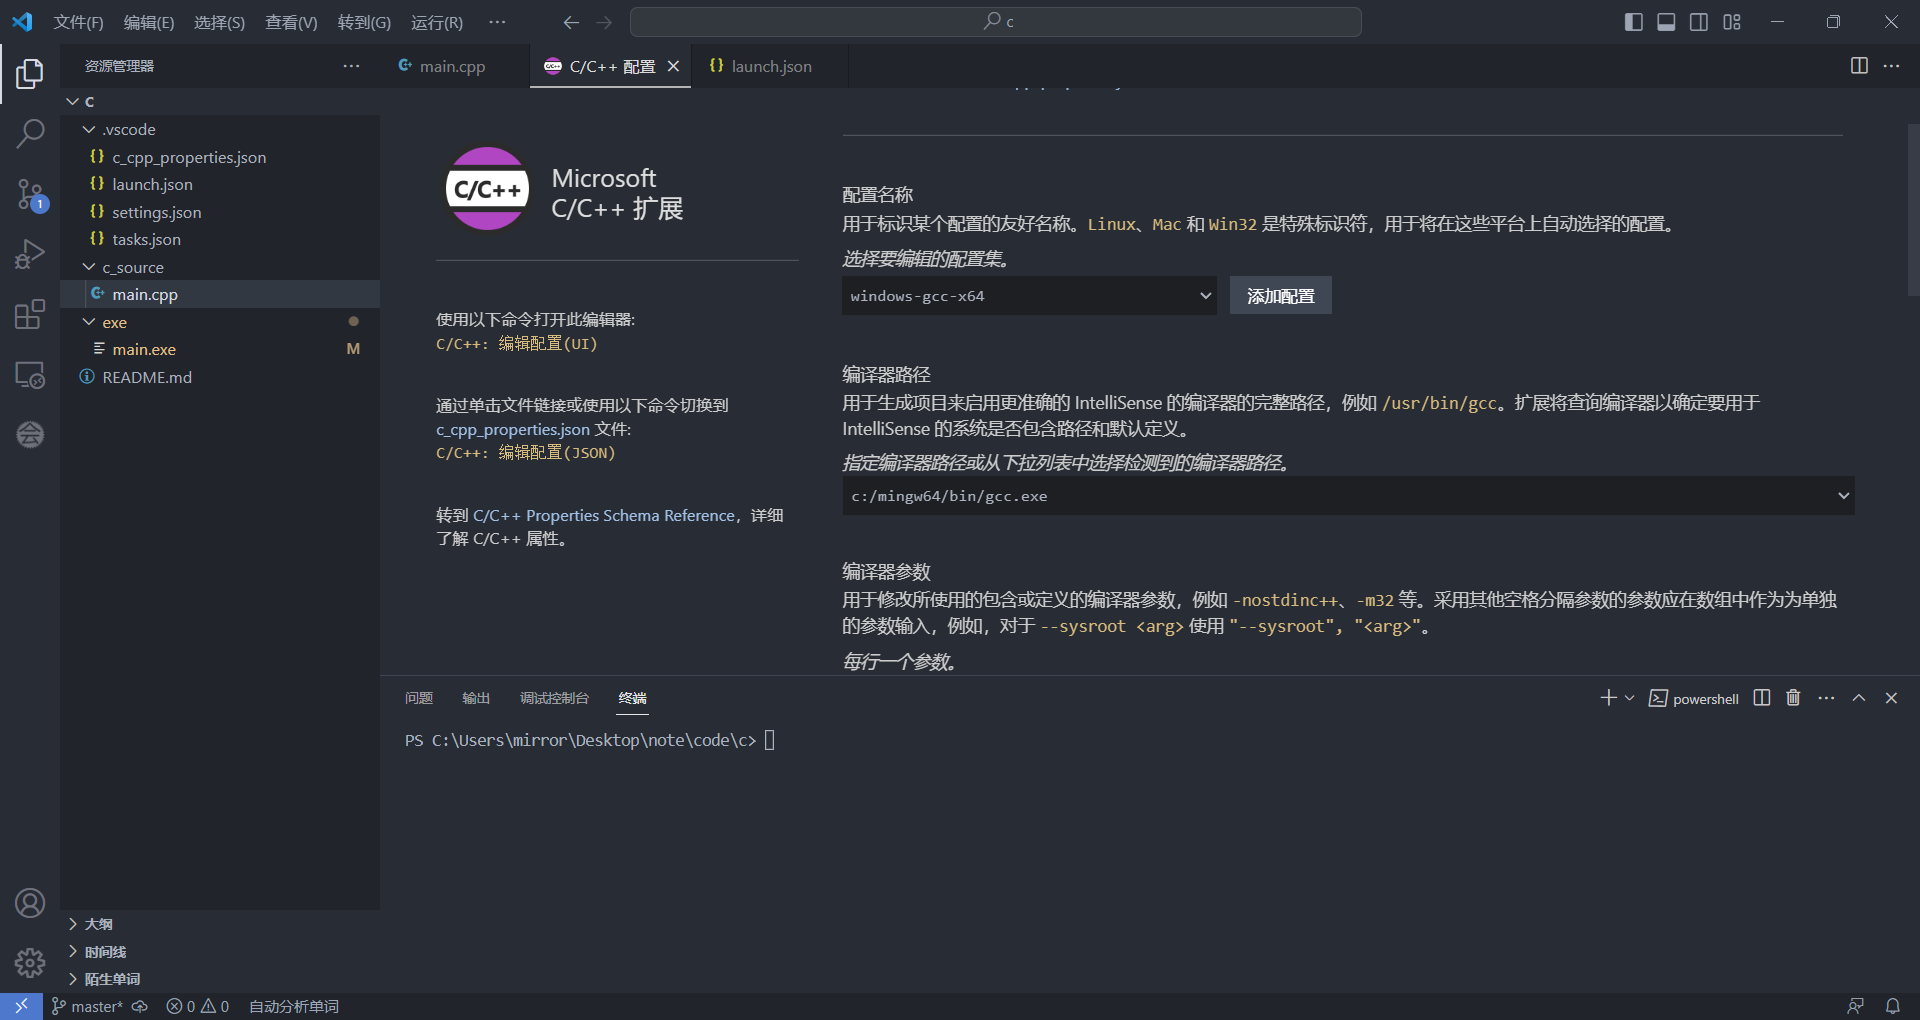 文件(F) 编辑(E) 选择(S) 查看(V) 转到(G) 运行(R) ··· c
资源管理器 ···
main.cpp C/C++ 配置 launch.json
C
.vscode
c_cpp_properties.json
launch.json
settings.json
tasks.json
c_source
main.cpp
exe
main.exe M
README.md
大纲
时间线
陌生单词
1
会
C/C++
Microsoft
C/C++ 扩展
使用以下命令打开此编辑器:
C/C++: 编辑配置(UI)
通过单击文件链接或使用以下命令切换到
c_cpp_properties.json 文件:
C/C++: 编辑配置(JSON)
转到 C/C++ Properties Schema Reference，详细
了解 C/C++ 属性。
配置名称
用于标识某个配置的友好名称。Linux、Mac 和 Win32 是特殊标识符，用于将在这些平台上自动选择的配置。
选择要编辑的配置集。
windows-gcc-x64 添加配置
编译器路径
用于生成项目来启用更准确的 IntelliSense 的编译器的完整路径，例如 /usr/bin/gcc。扩展将查询编译器以确定要用于
IntelliSense 的系统是否包含路径和默认定义。
指定编译器路径或从下拉列表中选择检测到的编译器路径。
c:/mingw64/bin/gcc.exe
编译器参数
用于修改所使用的包含或定义的编译器参数，例如 -nostdinc++、-m32 等。采用其他空格分隔参数的参数应在数组中作为为单独
的参数输入，例如，对于 --sysroot <arg> 使用 "--sysroot", "<arg>"。
每行一个参数。
问题 输出 调试控制台 终端 powershell
PS C:\Users\mirror\Desktop\note\code\c>
master* 0 0 自动分析单词